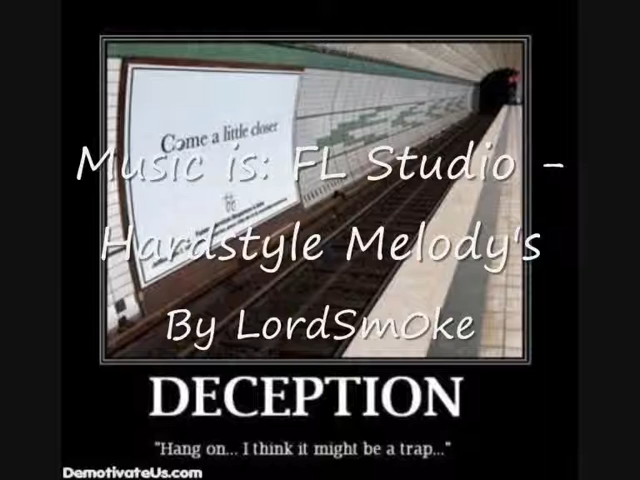 Come a little closer
Music is: FL Studio -
Hardstyle Melody's
By LordSmOke
DECEPTION
"Hang on... I think it might be a trap..."
DemotivateUs.com